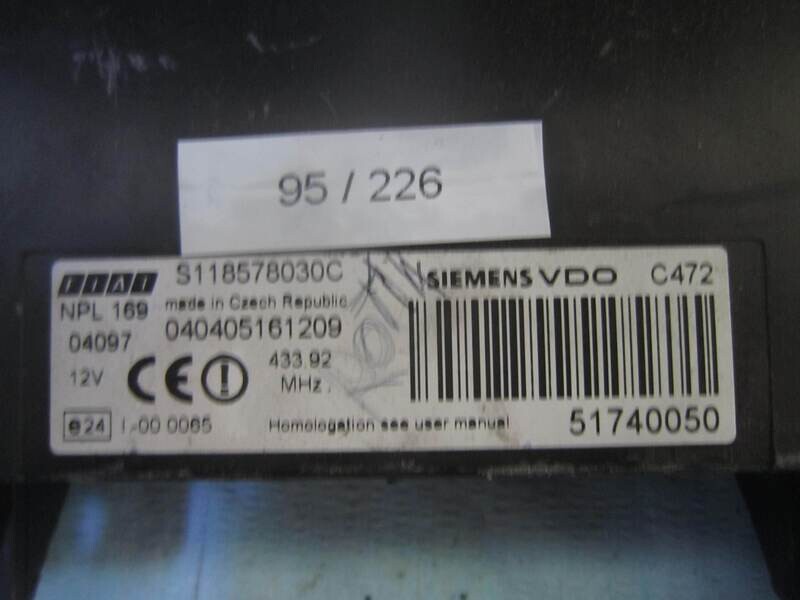 95 / 226
FIAT S118578030C SIEMENS VDO C472
NPL 169 made in Czech Republic
04097 040405161209
12V CE 433.92
MHz.
e24 I-00 0065 Homologation see user manual 51740050